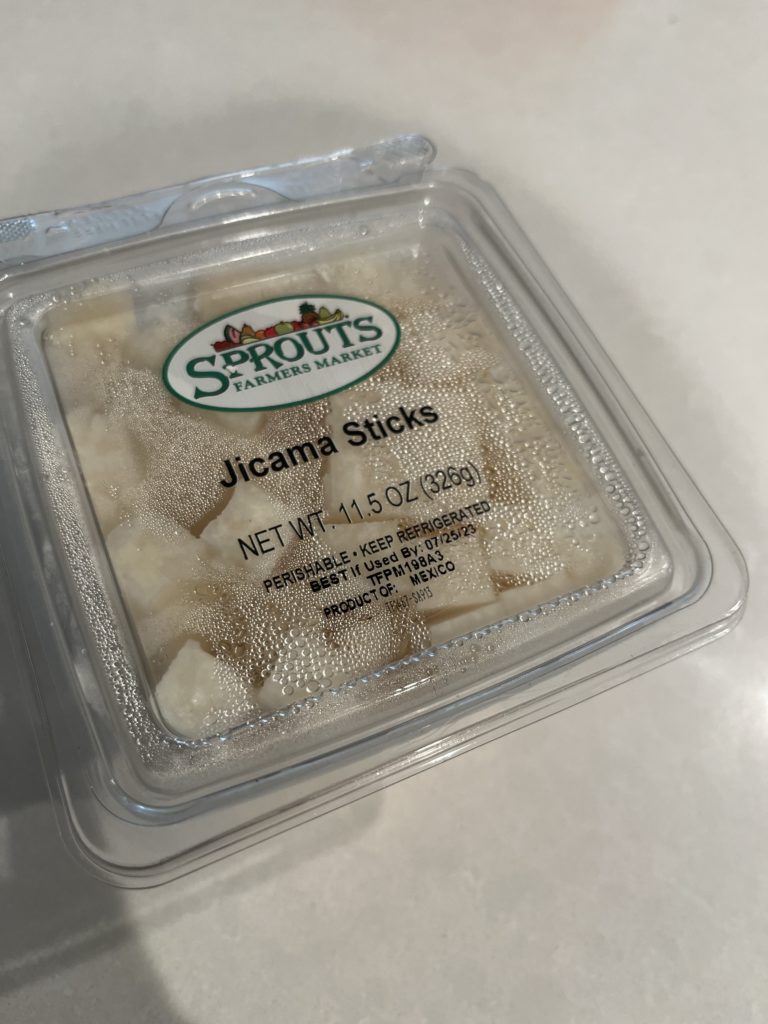 SPROUTS
FARMERS MARKET
Jicama Sticks
NET WT. 11.5 OZ (326g)
PERISHABLE • KEEP REFRIGERATED
BEST If Used By: 07/25/23
TFPM198A3
PRODUCT OF: MEXICO